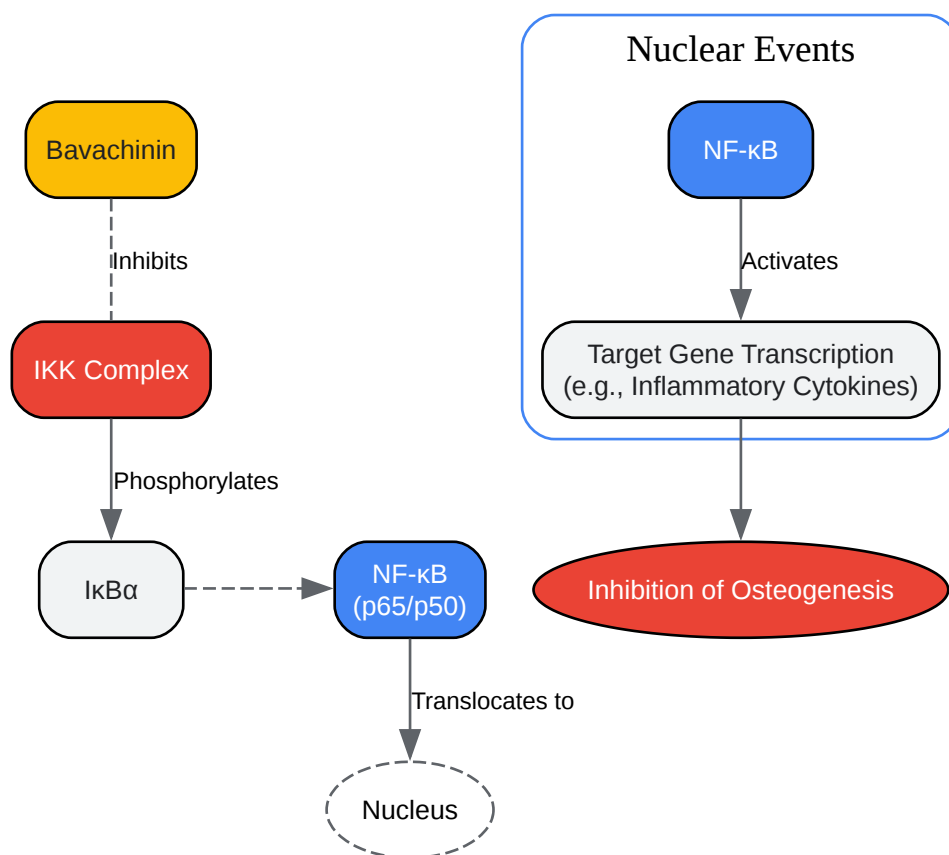 Nuclear Events
Bavachinin
NF-κB
Inhibits
Activates
IKK Complex
Target Gene Transcription
(e.g., Inflammatory Cytokines)
Phosphorylates
IκBα
NF-κB
(p65/p50)
Inhibition of Osteogenesis
Translocates to
Nucleus